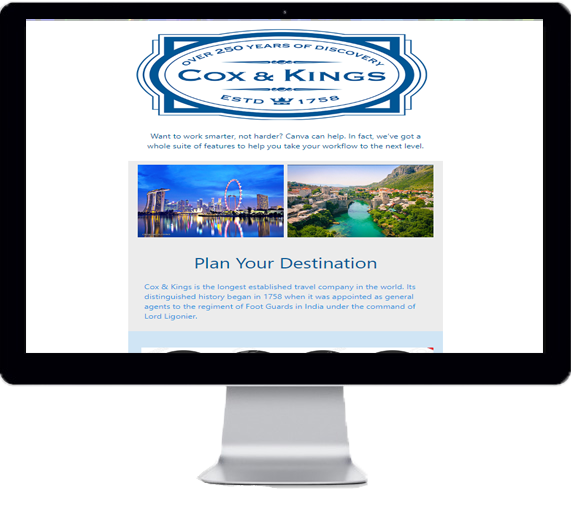 OVER 250 YEARS OF DISCOVERY
COX & KINGS
ESTD 1758
Want to work smarter, not harder? Canva can help. In fact, we've got a
whole suite of features to help you take your workflow to the next level.
Plan Your Destination
Cox & Kings is the longest established travel company in the world. Its
distinguished history began in 1758 when it was appointed as general
agents to the regiment of Foot Guards in India under the command of
Lord Ligonier.